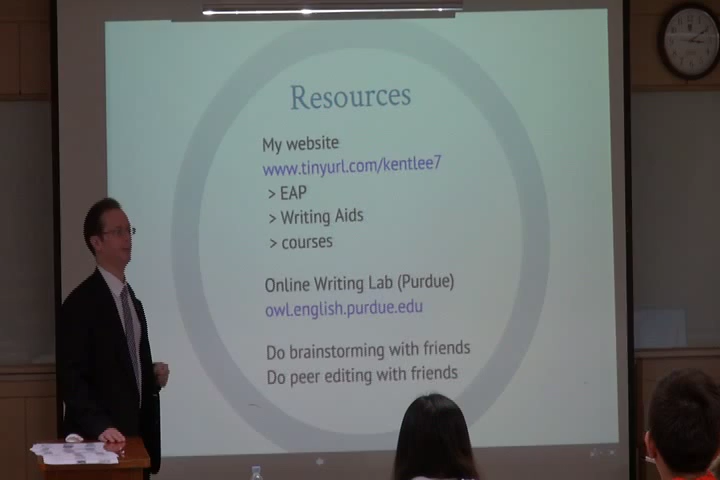 Resources
My website
www.tinyurl.com/kentlee7
> EAP
> Writing Aids
> courses
Online Writing Lab (Purdue)
owl.english.purdue.edu
Do brainstorming with friends
Do peer editing with friends